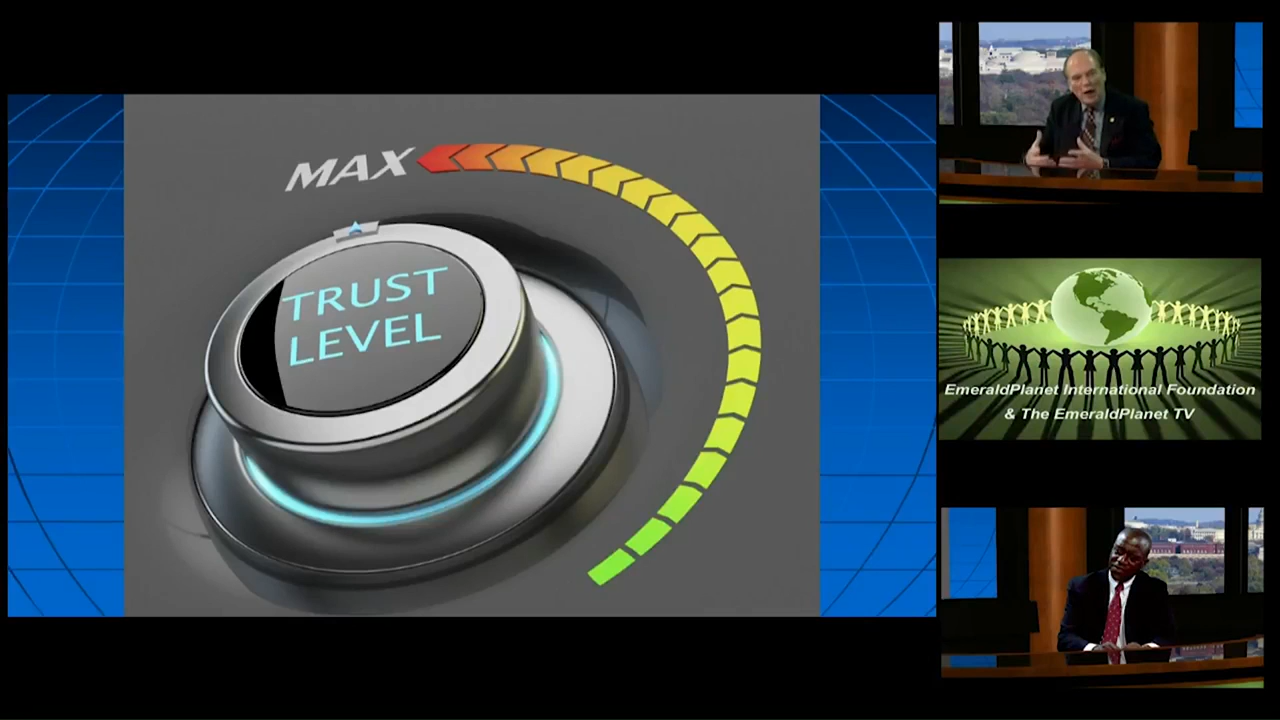 MAX
TRUST
LEVEL
EmeraldPlanet International Foundation
& The EmeraldPlanet TV